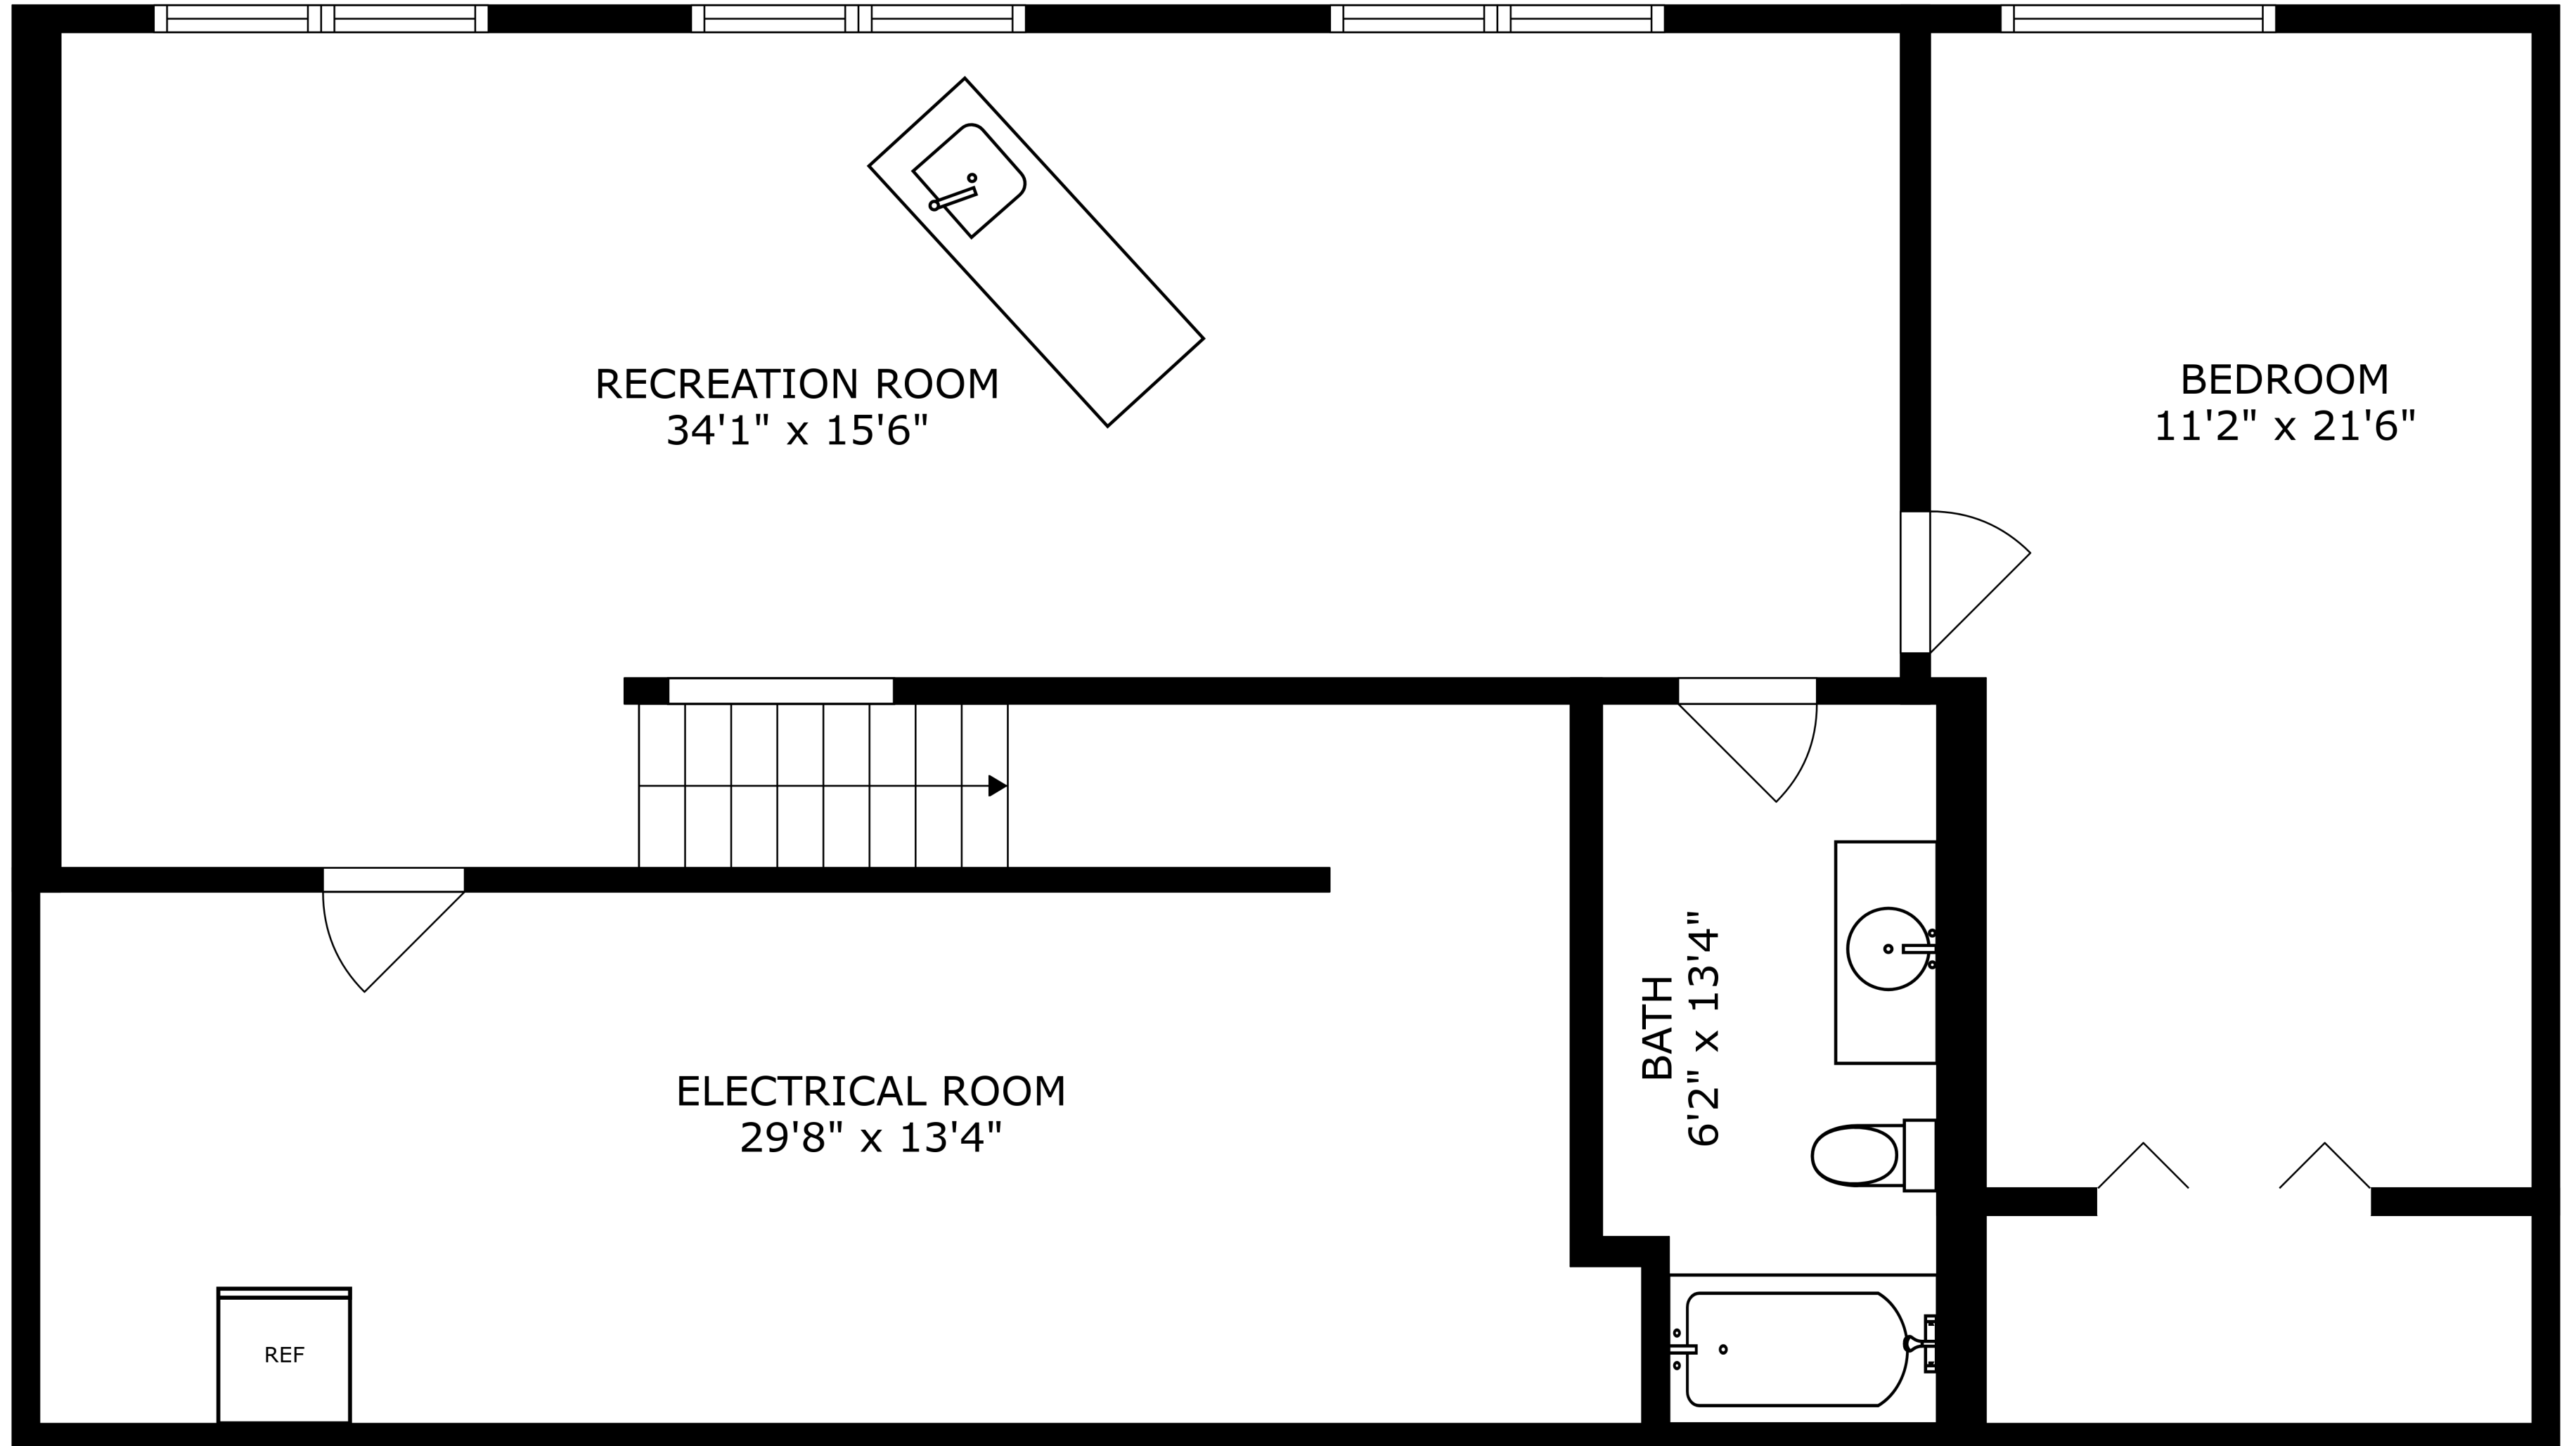 RECREATION ROOM
34'1" x 15'6"
BEDROOM
11'2" x 21'6"
BATH
6'2" x 13'4"
ELECTRICAL ROOM
29'8" x 13'4"
REF